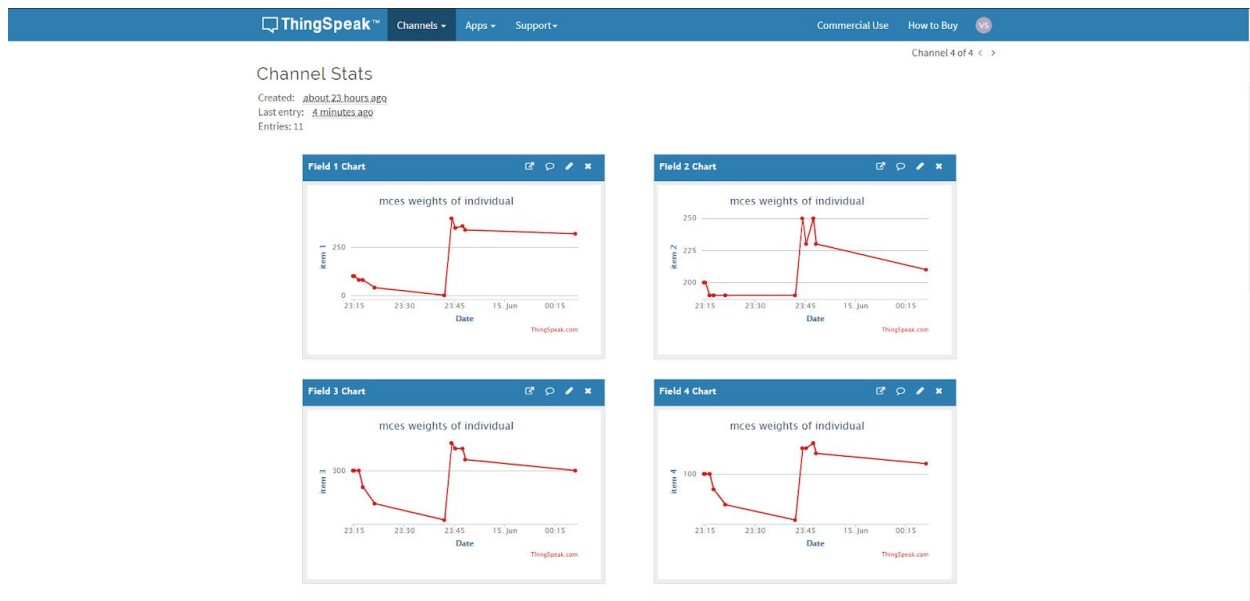 ThingSpeak™ Channels Apps Support Commercial Use How to Buy VS
Channel 4 of 4 < >
Channel Stats
Created: about 23 hours ago
Last entry: 4 minutes ago
Entries: 11
Field 1 Chart
mces weights of individual
item 1
250
0
23:15 23:30 23:45 15. Jun 00:15
Date
ThingSpeak.com
Field 2 Chart
mces weights of individual
item 2
250
225
200
23:15 23:30 23:45 15. Jun 00:15
Date
ThingSpeak.com
Field 3 Chart
mces weights of individual
item 3
300
23:15 23:30 23:45 15. Jun 00:15
Date
ThingSpeak.com
Field 4 Chart
mces weights of individual
item 4
100
23:15 23:30 23:45 15. Jun 00:15
Date
ThingSpeak.com